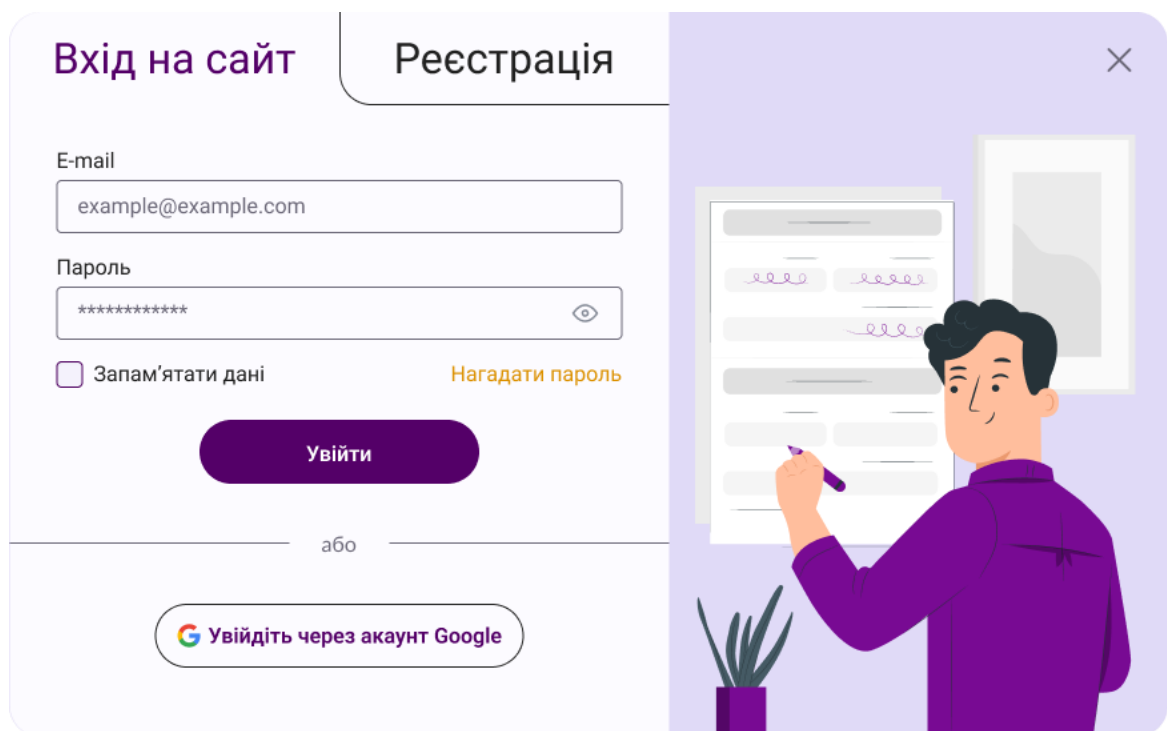 Вхід на сайт
Реєстрація
E-mail
example@example.com
Пароль
************
Запам’ятати дані
Нагадати пароль
Увійти
або
Увійдіть через акаунт Google